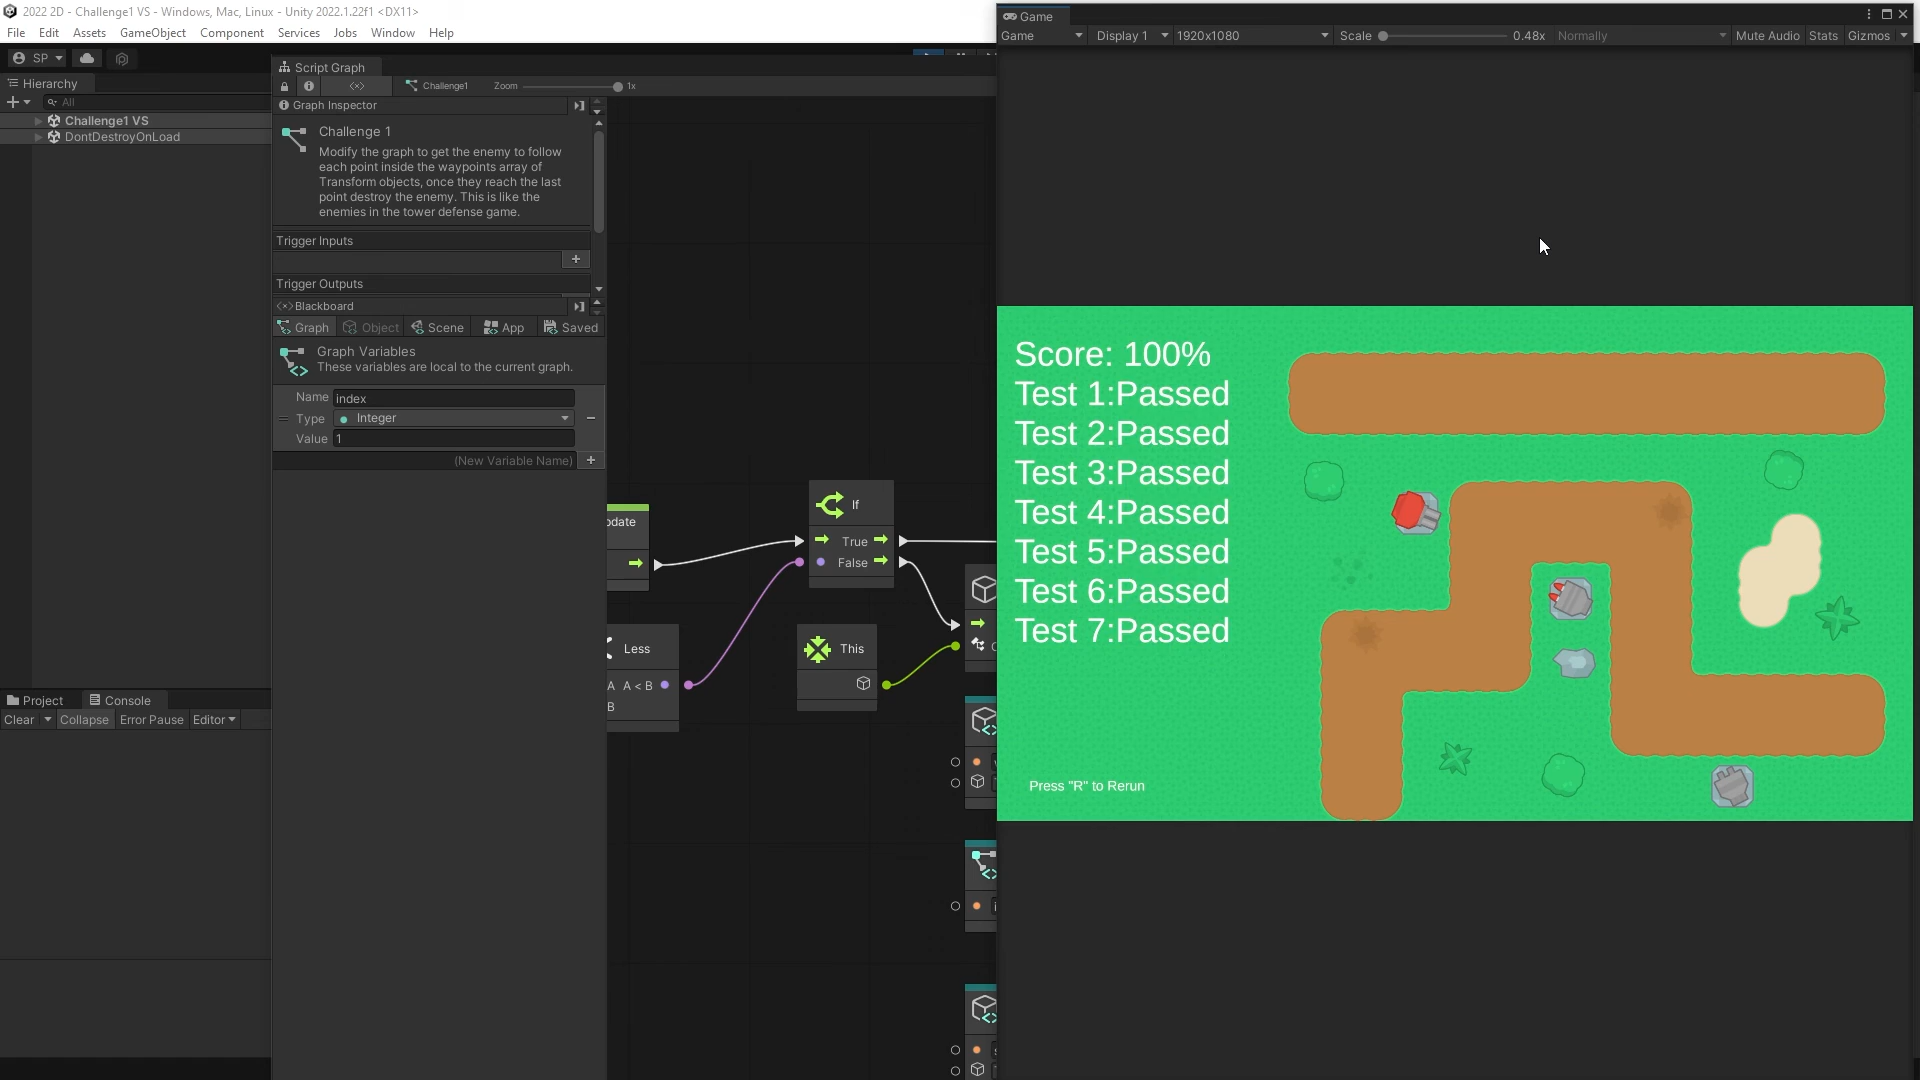 2022 2D - Challenge1 VS - Windows, Mac, Linux - Unity 2022.1.22f1 <DX11>
File Edit Assets GameObject Component Services Jobs Window Help
SP
Hierarchy
All
Challenge1 VS
DontDestroyOnLoad
Project Console
Clear Collapse Error Pause Editor
Script Graph
Challenge1 Zoom 1x
Graph Inspector
Challenge 1
Modify the graph to get the enemy to follow
each point inside the waypoints array of
Transform objects, once they reach the last
point destroy the enemy. This is like the
enemies in the tower defense game.
Trigger Inputs
Trigger Outputs
Blackboard
Graph Object Scene App Saved
Graph Variables
These variables are local to the current graph.
Name index
Type Integer
Value 1
(New Variable Name)
If
True
False
Less
A A < B
B
This
Game
Game Display 1 1920x1080 Scale 0.48x Normally Mute Audio Stats Gizmos
Score: 100%
Test 1:Passed
Test 2:Passed
Test 3:Passed
Test 4:Passed
Test 5:Passed
Test 6:Passed
Test 7:Passed
Press "R" to Rerun